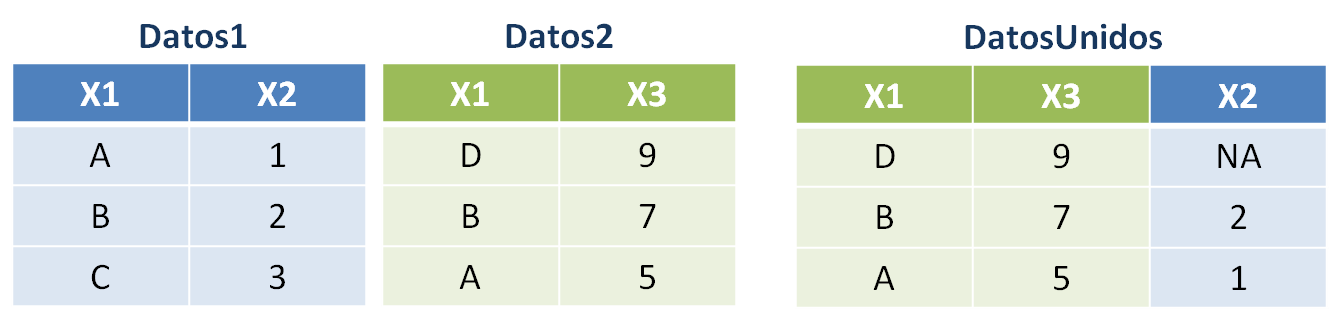 Datos1 Datos2 DatosUnidos
X1 X2 X1 X3 X1 X3 X2
A 1 D 9 D 9 NA
B 2 B 7 B 7 2
C 3 A 5 A 5 1